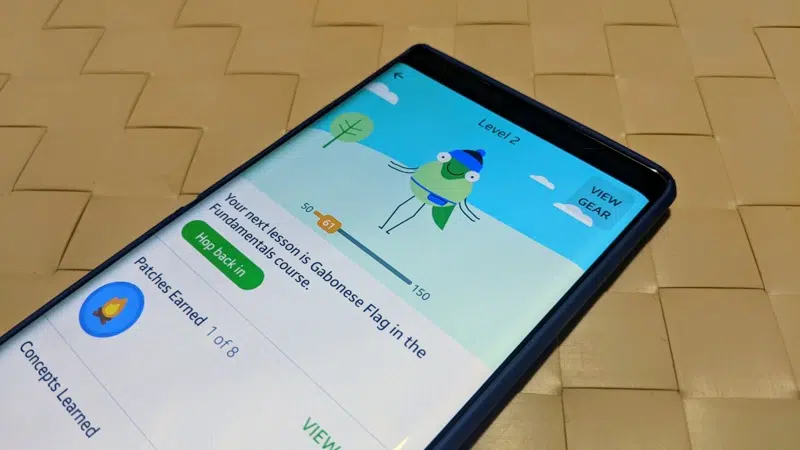 Level 2
VIEW
GEAR
50
61
150
Your next lesson is Gabonese Flag in the
Fundamentals course.
Hop back in
Patches Earned
1 of 8
Concepts Learned
VIEW